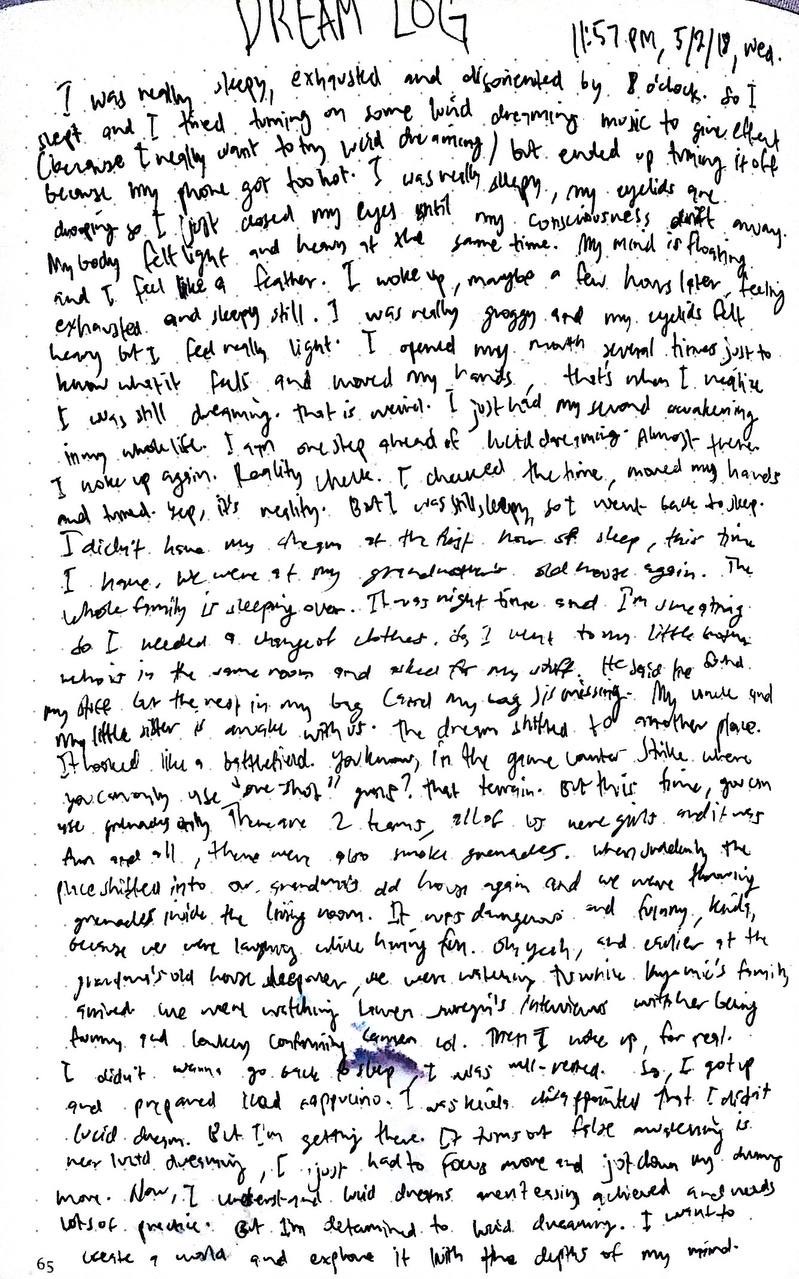 DREAM LOG
11:57 PM, 5/2/18, wed.
I was really sleepy, exhausted and disoriented by 8 o'clock. So I
slept and I tried turning on some lucid dreaming music to give effect
(because I really want to try lucid dreaming) but ended up turning it off
because my phone got too hot. I was really sleepy, my eyelids are
drooping so I just closed my eyes until my consciousness drift away.
My body felt light and heavy at the same time. My mind is floating
and I feel like a feather. I woke up, maybe a few hours later, feeling
exhausted and sleepy still. I was really groggy and my eyelids felt
heavy but I feel really light. I opened my mouth several times just to
know what it feels and moved my hands, that's when I realize
I was still dreaming. That is weird. I just had my second awakening
in my whole life. I am one step ahead of lucid dreaming. Almost there.
I woke up again. Reality check. I checked the time, moved my hands
and turned. Yep, it's reality. But I was still sleepy, so I went back to sleep.
I didn't have my dream at the first hour of sleep, this time
I have. We were at my grandmother's old house again. The
whole family is sleeping over. It was night time and I'm sweating
so I needed a change of clothes. So I went to my little brother
who is in the same room and asked for my stuff. He said he
my but the rest in my bag (and my bag) is missing. My uncle and
my little sister is awake with us. The dream shifted to another place.
It looked like a battlefield. You know, in the game counter strike where
you can only use "one-shot" guns? That terrain. But this time, you can
use grenades only. There are 2 teams, all of us were girls and it was
fun and all, there were also smoke grenades. When suddenly the
place shifted into our grandma's old house again and we were throwing
grenades inside the living room. It was dangerous and funny, kinda,
because we were laughing while having fun. Oh yeah, and earlier at the
grandma's old house sleepover, we were watching TV while family
arrived we were watching Lauren interviews with her being
funny and lowkey confirming camren lol. Then I woke up, for real.
I didn't wanna go back to sleep, I was well-rested. So, I got up
and prepared iced cappucino. I was kinda disappointed that I didn't
lucid dream. But I'm getting there. It turns out false awakening is
near lucid dreaming, I just had to focus more and jot down my dreams
more. Now, I understand lucid dreams aren't easily achieved and needs
lots of practice. But I'm determined to lucid dreaming. I want to
create a world and explore it with the depths of my mind.
65